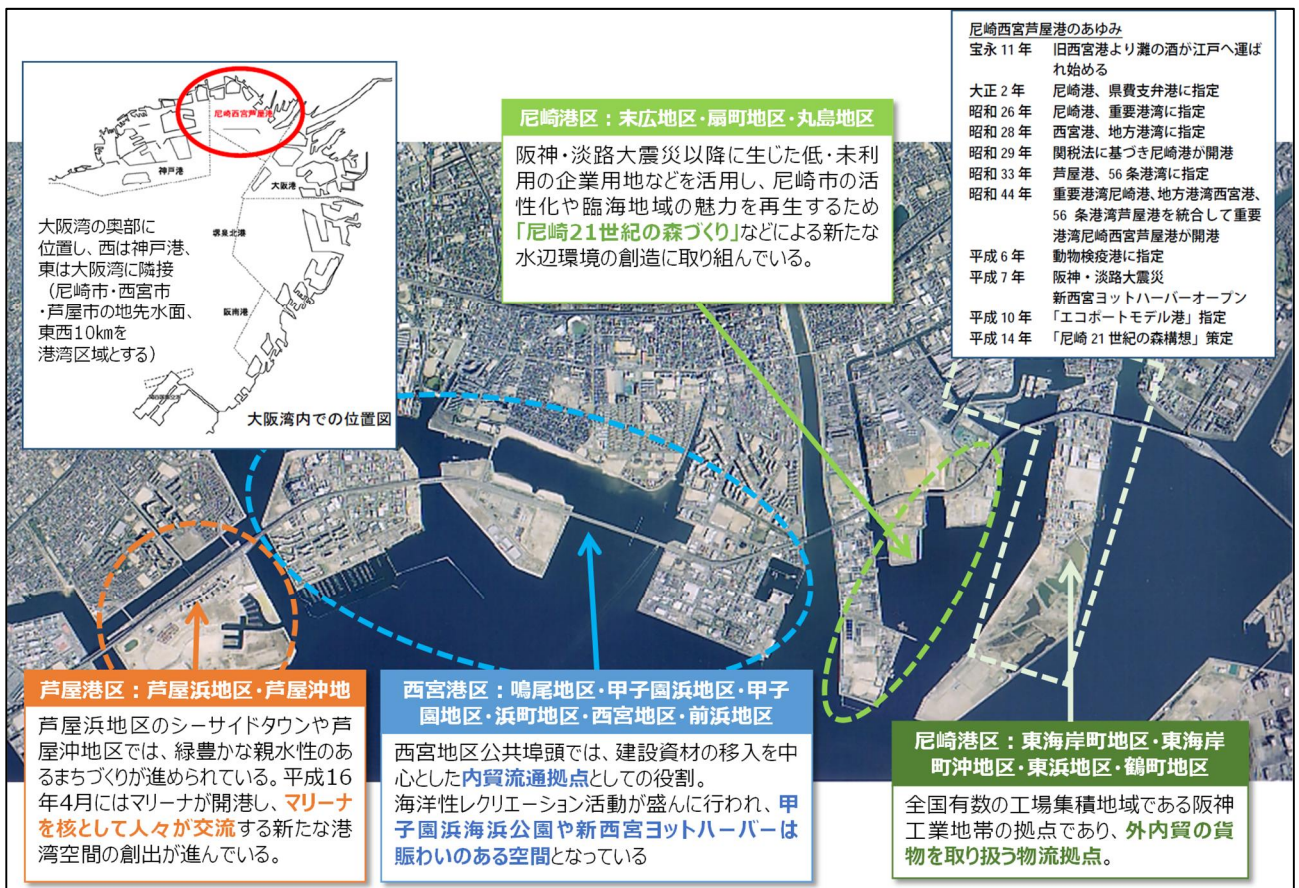 尼崎西宮芦屋港
神戸港
大阪港
堺泉北港
阪南港
大阪湾の奥部に
位置し、西は神戸港、
東は大阪湾に隣接
(尼崎市・西宮市
・芦屋市の地先水面、
東西10kmを
港湾区域とする)
大阪湾内での位置図
尼崎港区:末広地区・扇町地区・丸島地区
阪神・淡路大震災以降に生じた低・未利
用の企業用地などを活用し、尼崎市の活
性化や臨海地域の魅力を再生するため
「尼崎21世紀の森づくり」などによる新たな
水辺環境の創造に取り組んでいる。
尼崎西宮芦屋港のあゆみ
宝永 11 年 旧西宮港より灘の酒が江戸へ運ば
れ始める
大正 2 年 尼崎港、県費支弁港に指定
昭和 26 年 尼崎港、重要港湾に指定
昭和 28 年 西宮港、地方港湾に指定
昭和 29 年 関税法に基づき尼崎港が開港
昭和 33 年 芦屋港、56 条港湾に指定
昭和 44 年 重要港湾尼崎港、地方港湾西宮港、
56 条港湾芦屋港を統合して重要
港湾尼崎西宮芦屋港が開港
平成 6 年 動物検疫港に指定
平成 7 年 阪神・淡路大震災
新西宮ヨットハーバーオープン
平成 10 年 「エコポートモデル港」指定
平成 14 年 「尼崎 21 世紀の森構想」策定
芦屋港区:芦屋浜地区・芦屋沖地
芦屋浜地区のシーサイドタウンや芦
屋沖地区では、緑豊かな親水性のあ
るまちづくりが進められている。平成16
年4月にはマリーナが開港し、マリーナ
を核として人々が交流する新たな港
湾空間の創出が進んでいる。
西宮港区:鳴尾地区・甲子園浜地区・甲子
園地区・浜町地区・西宮地区・前浜地区
西宮地区公共埠頭では、建設資材の移入を中
心とした内貿流通拠点としての役割。
海洋性レクリエーション活動が盛んに行われ、甲
子園浜海浜公園や新西宮ヨットハーバーは
賑わいのある空間となっている
尼崎港区:東海岸町地区・東海岸
町沖地区・東浜地区・鶴町地区
全国有数の工場集積地域である阪神
工業地帯の拠点であり、外内貿の貨
物を取り扱う物流拠点。